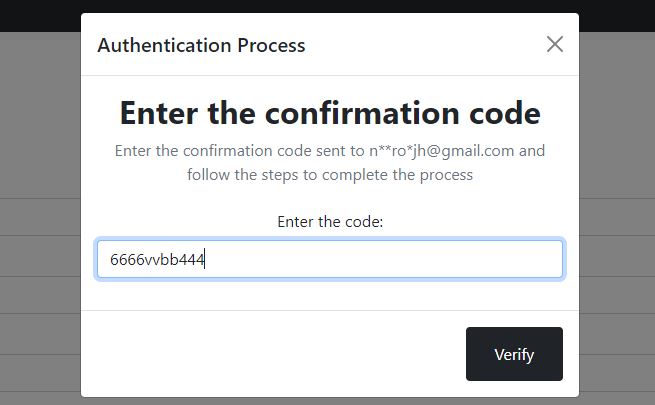 Authentication Process
Enter the confirmation code
Enter the confirmation code sent to n**ro*jh@gmail.com and
follow the steps to complete the process
Enter the code:
6666vvbb444
Verify